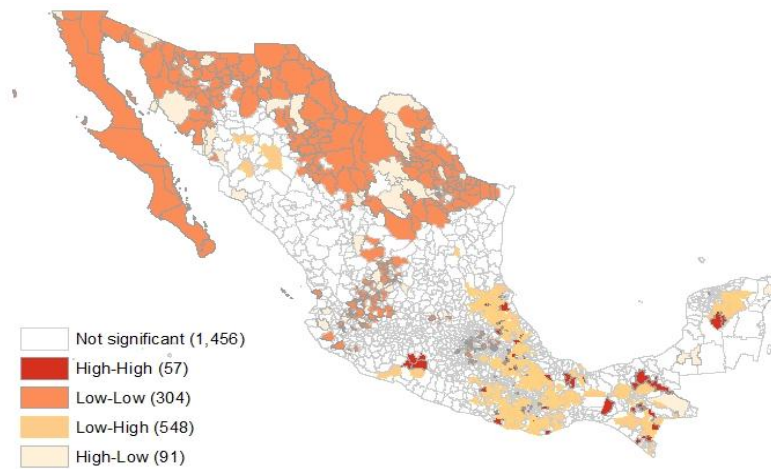 Not significant (1,456)
High-High (57)
Low-Low (304)
Low-High (548)
High-Low (91)